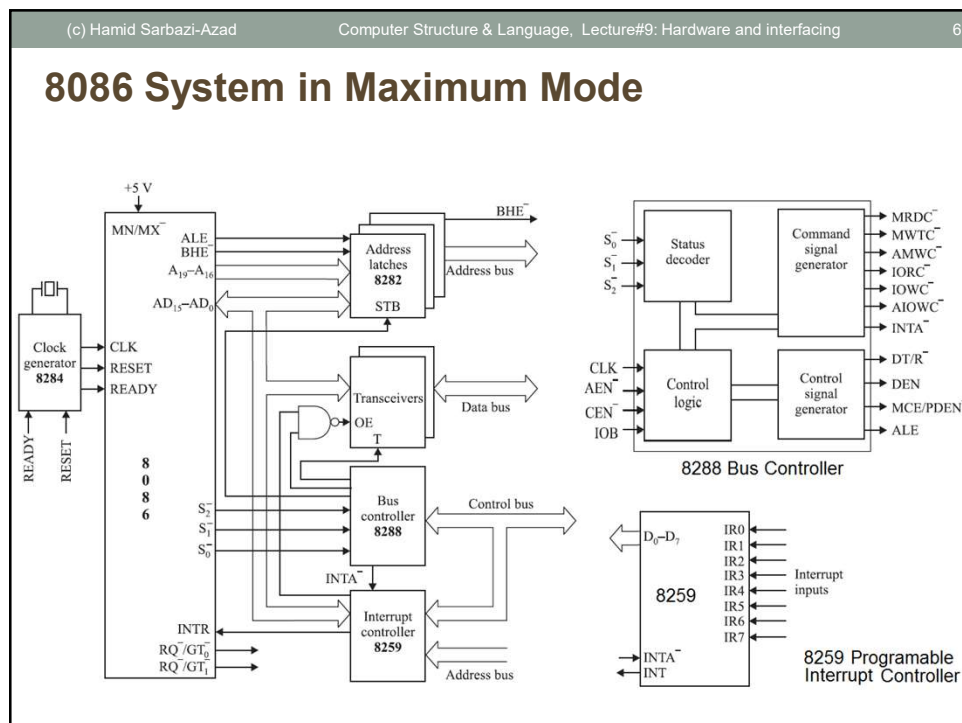 (c) Hamid Sarbazi-Azad Computer Structure & Language, Lecture#9: Hardware and interfacing 6
8086 System in Maximum Mode
+5 V
MN/MX¯
ALE
BHE¯
A19–A16
AD15–AD0
Clock
generator
8284
CLK
RESET
READY
READY
RESET
8
0
8
6
S2¯
S1¯
S0¯
INTR
RQ¯/GT0¯
RQ¯/GT1¯
Address
latches
8282
STB
BHE¯
Address bus
Transceivers
OE
T
Data bus
Bus
controller
8288
Control bus
INTA¯
Interrupt
controller
8259
Address bus
S0¯
S1¯
S2¯
Status
decoder
Command
signal
generator
MRDC¯
MWTC¯
AMWC¯
IORC¯
IOWC¯
AIOWC¯
INTA¯
CLK
AEN¯
CEN¯
IOB
Control
logic
Control
signal
generator
DT/R¯
DEN
MCE/PDEN¯
ALE
8288 Bus Controller
D0–D7
8259
IR0
IR1
IR2
IR3
IR4
IR5
IR6
IR7
Interrupt
inputs
INTA¯
INT
8259 Programable
Interrupt Controller